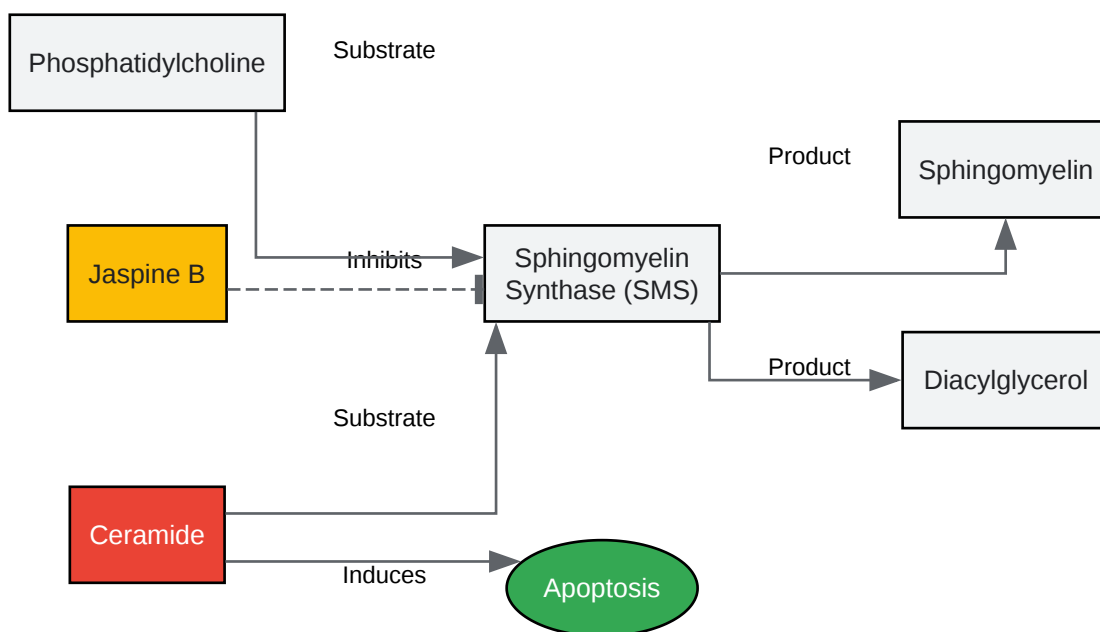 Phosphatidylcholine
Substrate
Product
Sphingomyelin
Jaspine B
Inhibits
Sphingomyelin
Synthase (SMS)
Product
Diacylglycerol
Substrate
Ceramide
Induces
Apoptosis